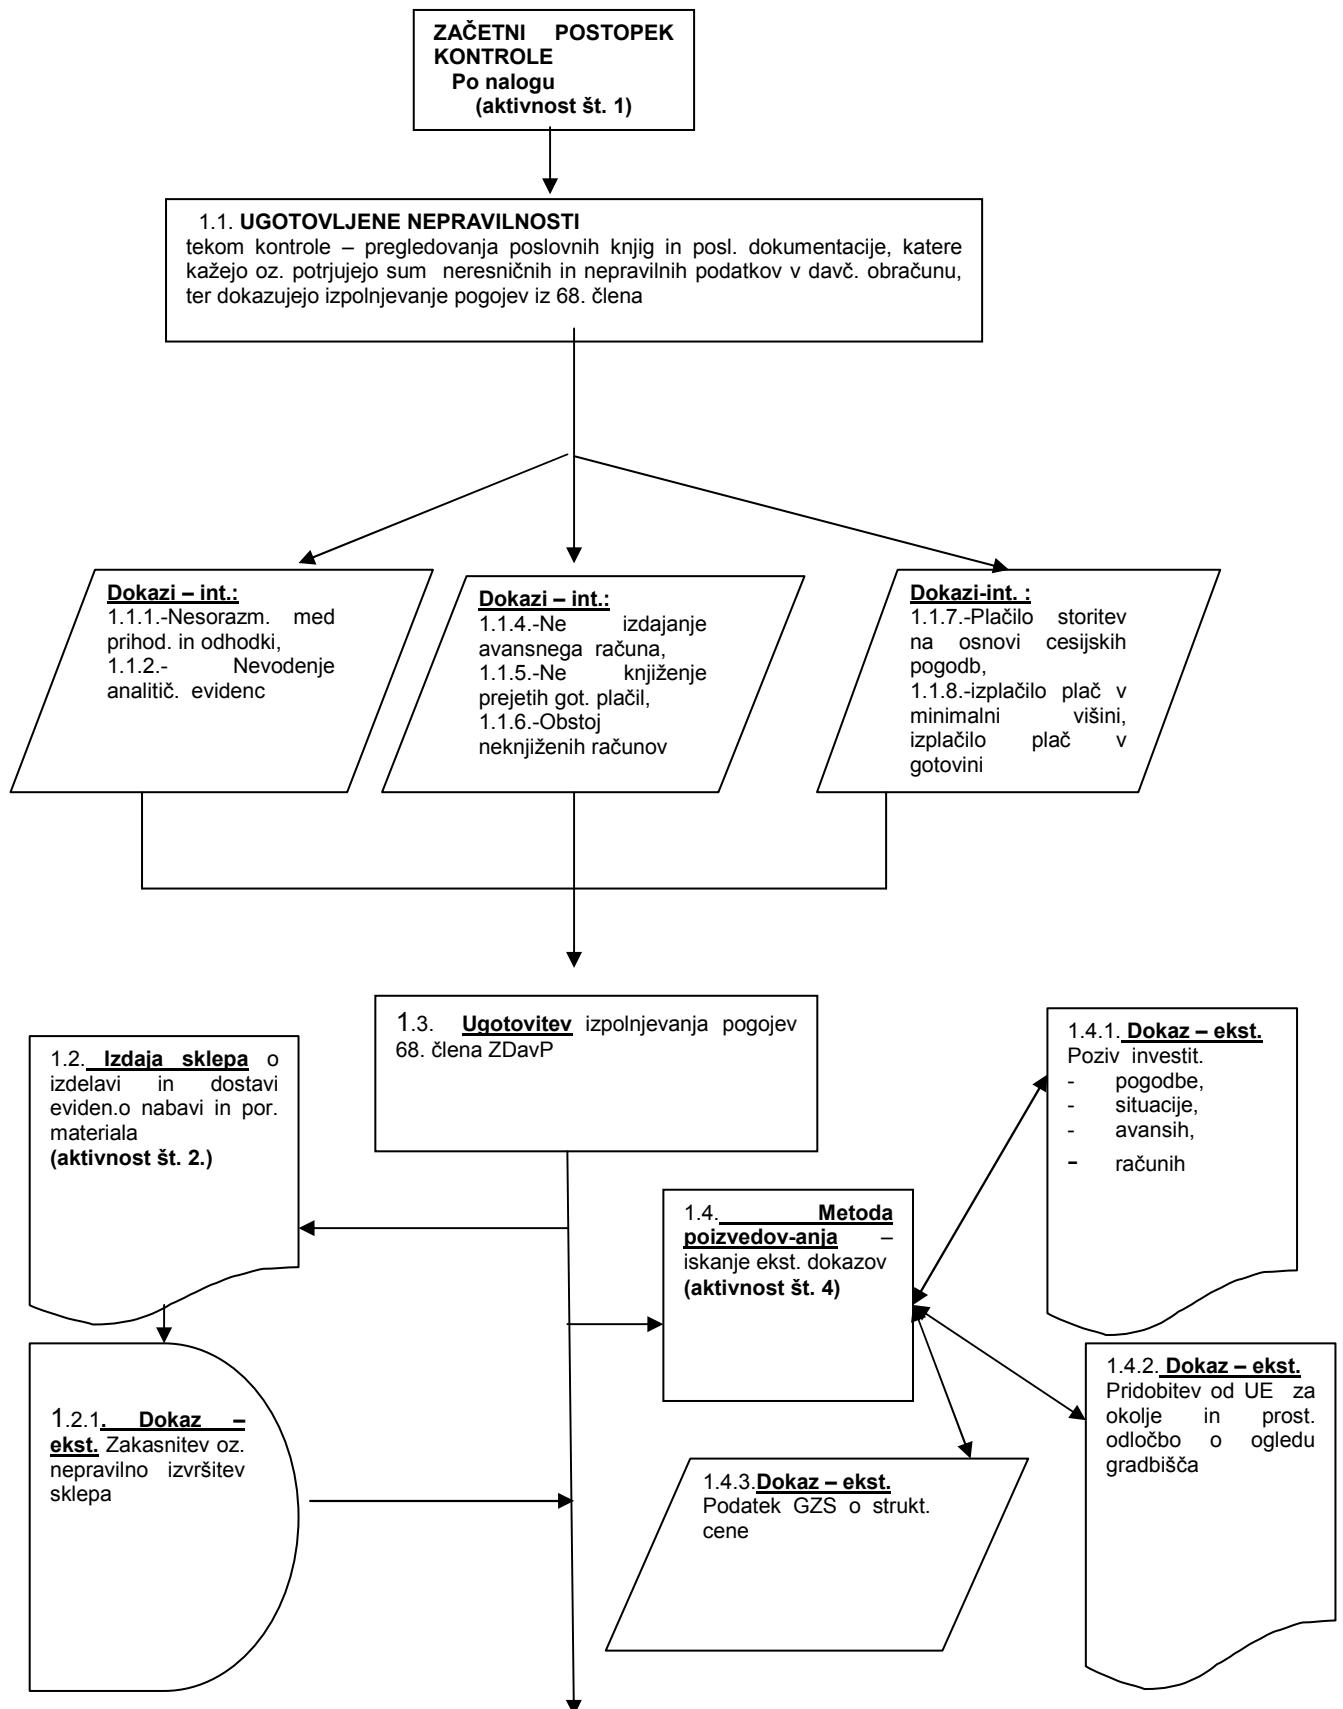 ZAČETNI POSTOPEK
KONTROLE
Po nalogu
(aktivnost št. 1)
1.1. UGOTOVLJENE NEPRAVILNOSTI
tekom kontrole – pregledovanja poslovnih knjig in posl. dokumentacije, katere
kažejo oz. potrjujejo sum neresničnih in nepravilnih podatkov v davč. obračunu,
ter dokazujejo izpolnjevanje pogojev iz 68. člena
Dokazi – int.:
1.1.1.-Nesorazm. med
prihod. in odhodki,
1.1.2.- Nevodenje
analitič. evidenc
Dokazi – int.:
1.1.4.-Ne izdajanje
avansnega računa,
1.1.5.-Ne knjiženje
prejetih got. plačil,
1.1.6.-Obstoj
neknjiženih računov
Dokazi-int. :
1.1.7.-Plačilo storitev
na osnovi cesijskih
pogodb,
1.1.8.-izplačilo plač v
minimalni višini,
izplačilo plač v
gotovini
1.3. Ugotovitev izpolnjevanja pogojev
68. člena ZDavP
1.2. Izdaja sklepa o
izdelavi in dostavi
eviden.o nabavi in por.
materiala
(aktivnost št. 2.)
1.4.1. Dokaz – ekst.
Poziv investit.
- pogodbe,
- situacije,
- avansih,
- računih
1.4. Metoda
poizvedov-anja –
iskanje ekst. dokazov
(aktivnost št. 4)
1.2.1. Dokaz –
ekst. Zakasnitev oz.
nepravilno izvršitev
sklepa
1.4.2. Dokaz – ekst.
Pridobitev od UE za
okolje in prost.
odločbo o ogledu
gradbišča
1.4.3.Dokaz – ekst.
Podatek GZS o strukt.
cene